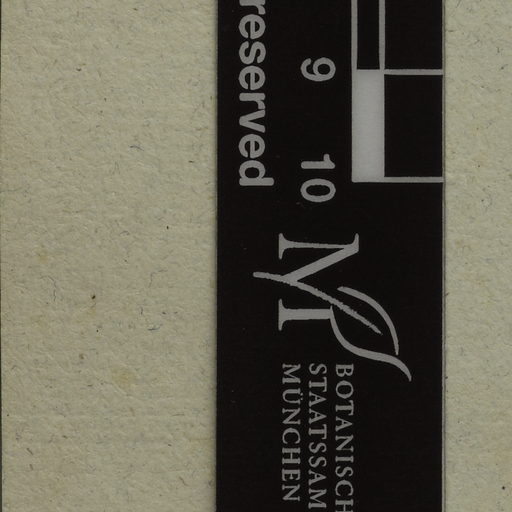 reserved
9
10
M
BOTANISCH
STAATSSAM
MÜNCHEN